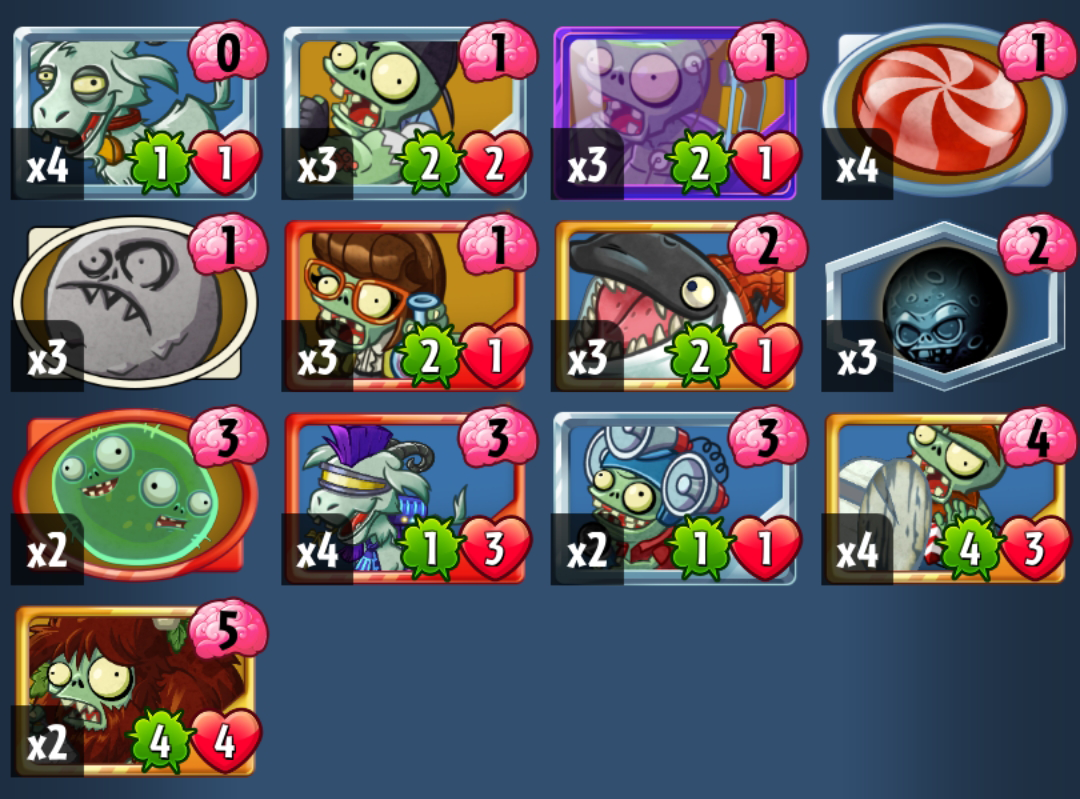 0 1 1 1
x4 1 1 x3 2 2 x3 2 1 x4
1 1 2 2
x3 x3 2 1 x3 2 1 x3
3 3 3 4
x2 x4 1 3 x2 1 1 x4 4 3
5
x2 4 4